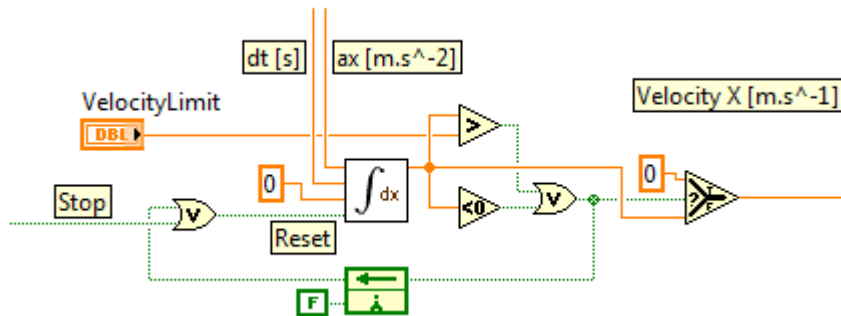 dt [s]
ax [m.s^-2]
VelocityLimit
Velocity X [m.s^-1]
DBL
>
0
∫dx
0
Stop
V
<0
V
?
T
F
Reset
F